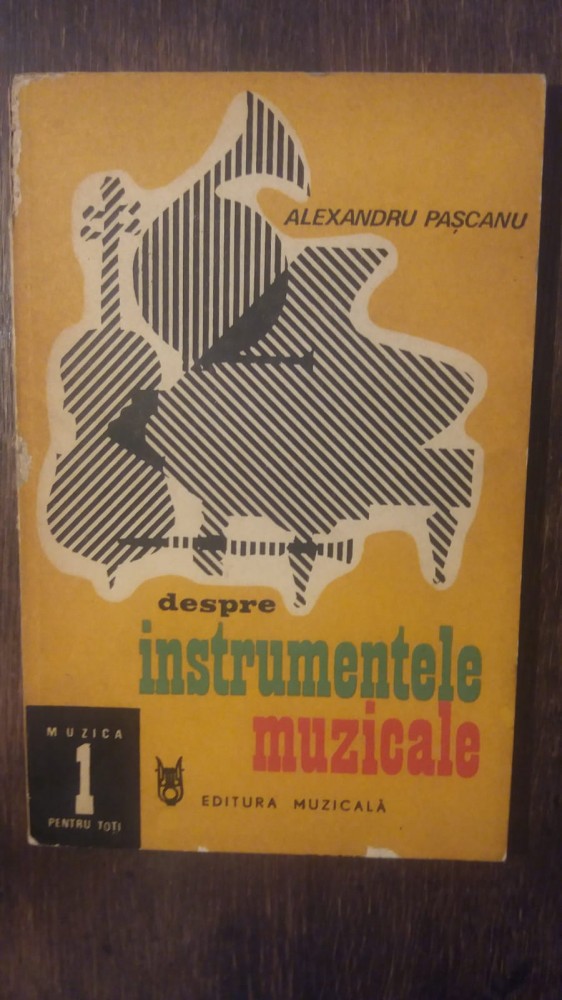 ALEXANDRU PAȘCANU
despre
instrumentele
muzicale
MUZICA
1
PENTRU TOȚI
EDITURA MUZICALĂ